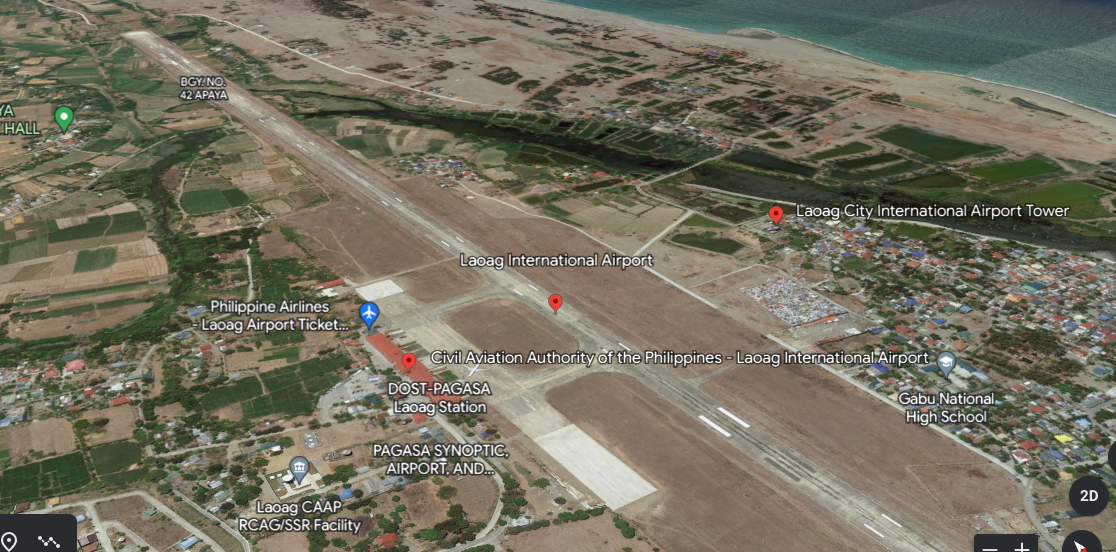 BGY. NO.
42 APAYA
YA
HALL
Laoag City International Airport Tower
Laoag International Airport
Philippine Airlines
- Laoag Airport Ticket...
Civil Aviation Authority of the Philippines - Laoag International Airport
DOST-PAGASA
Laoag Station
Gabu National
High School
PAGASA SYNOPTIC,
AIRPORT, AND...
Laoag CAAP
RCAG/SSR Facility
2D